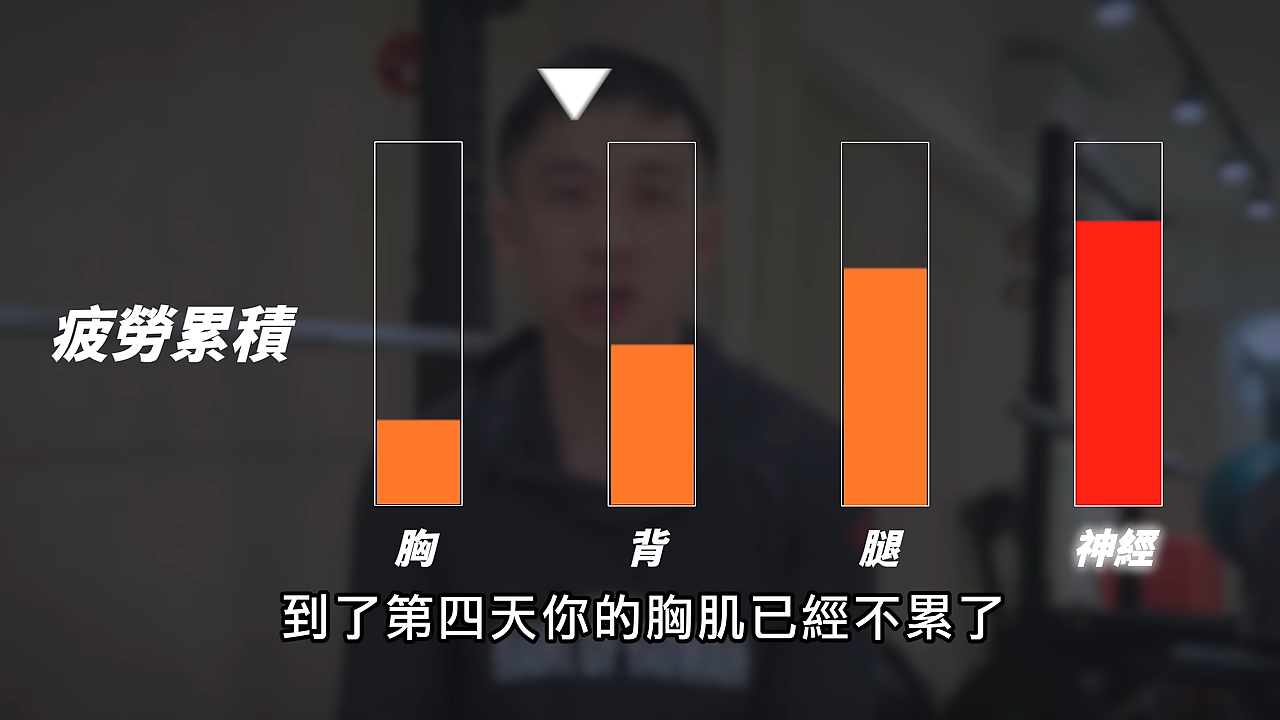 疲勞累積
胸
背
腿
神經
到了第四天你的胸肌已經不累了